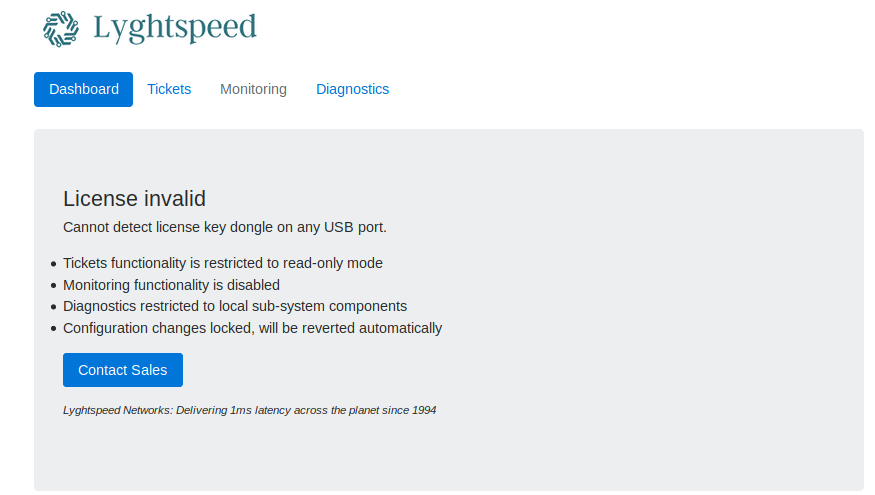 Lyghtspeed
Dashboard Tickets Monitoring Diagnostics
License invalid
Cannot detect license key dongle on any USB port.
Tickets functionality is restricted to read-only mode
Monitoring functionality is disabled
Diagnostics restricted to local sub-system components
Configuration changes locked, will be reverted automatically
Contact Sales
Lyghtspeed Networks: Delivering 1ms latency across the planet since 1994